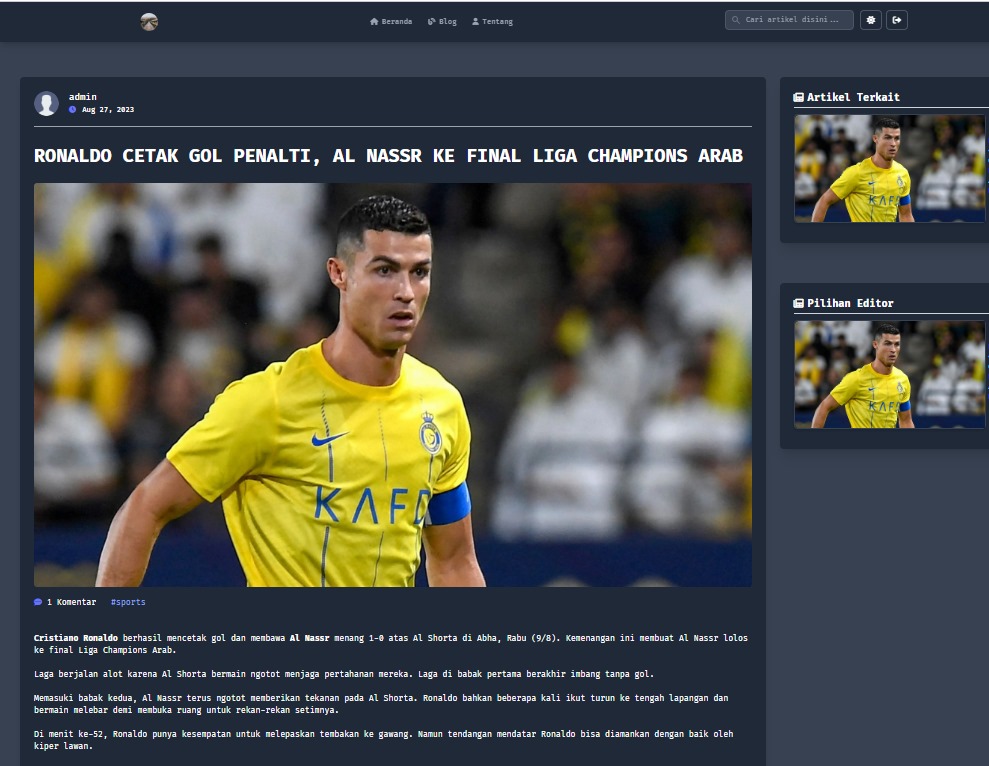 Beranda Blog Tentang Cari artikel disini...
admin
Aug 27, 2023
RONALDO CETAK GOL PENALTI, AL NASSR KE FINAL LIGA CHAMPIONS ARAB
KAFD
1 Komentar #sports
Cristiano Ronaldo berhasil mencetak gol dan membawa Al Nassr menang 1-0 atas Al Shorta di Abha, Rabu (9/8). Kemenangan ini membuat Al Nassr lolos
ke final Liga Champions Arab.
Laga berjalan alot karena Al Shorta bermain ngotot menjaga pertahanan mereka. Laga di babak pertama berakhir imbang tanpa gol.
Memasuki babak kedua, Al Nassr terus ngotot memberikan tekanan pada Al Shorta. Ronaldo bahkan beberapa kali ikut turun ke tengah lapangan dan
bermain melebar demi membuka ruang untuk rekan-rekan setimnya.
Di menit ke-52, Ronaldo punya kesempatan untuk melepaskan tembakan ke gawang. Namun tendangan mendatar Ronaldo bisa diamankan dengan baik oleh
kiper lawan.
Artikel Terkait
KAFD
Pilihan Editor
KAFD